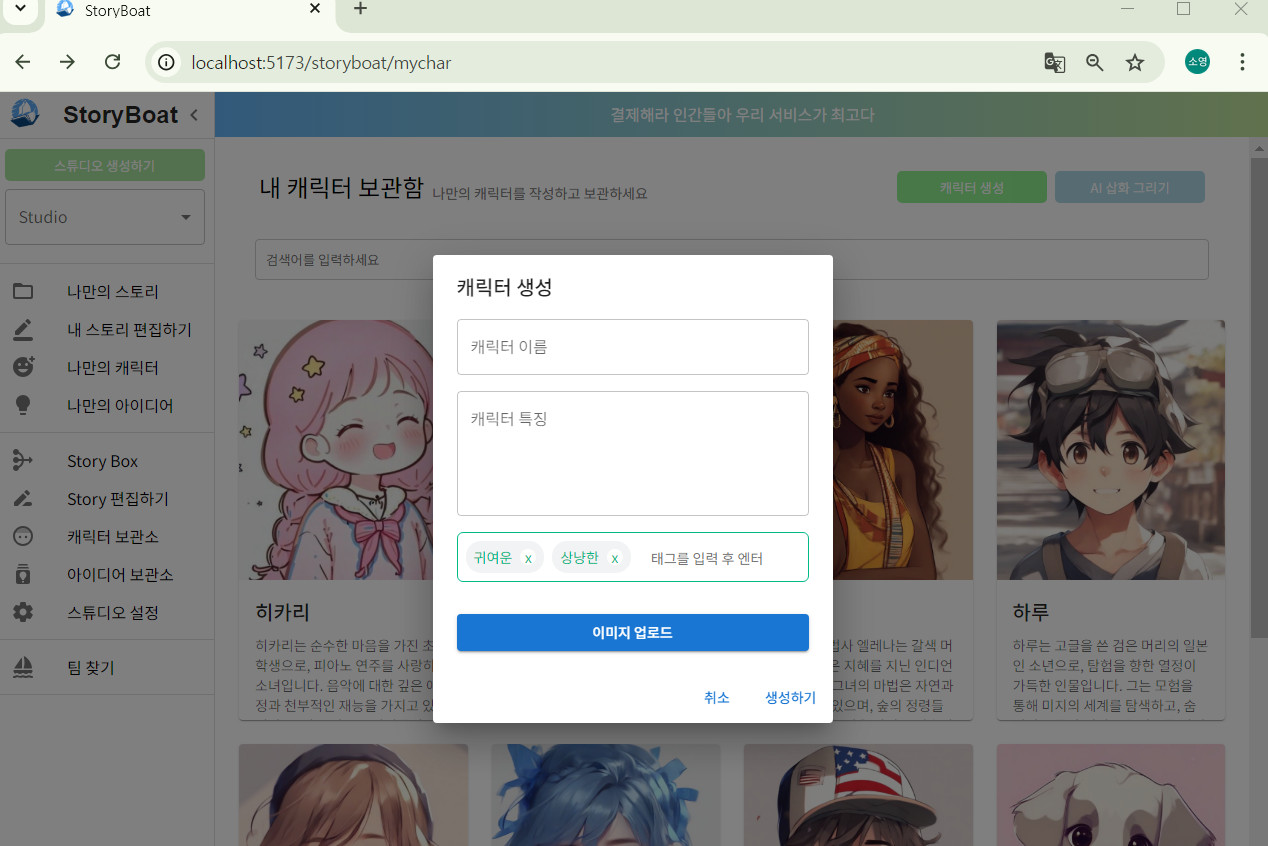 StoryBoat
localhost:5173/storyboat/mychar
소영
StoryBoat
결제해라 인간들아 우리 서비스가 최고다
스튜디오 생성하기
Studio
나만의 스토리
내 스토리 편집하기
나만의 캐릭터
나만의 아이디어
Story Box
Story 편집하기
캐릭터 보관소
아이디어 보관소
스튜디오 설정
팀 찾기
내 캐릭터 보관함 나만의 캐릭터를 작성하고 보관하세요
캐릭터 생성
AI 삽화 그리기
검색어를 입력하세요
캐릭터 생성
캐릭터 이름
캐릭터 특징
귀여운 x 상냥한 x 태그를 입력 후 엔터
이미지 업로드
취소 생성하기
히카리
히카리는 순수한 마음을 가진 초
학생으로, 피아노 연주를 사랑하
소녀입니다. 음악에 대한 깊은
정과 천부적인 재능을 가지고 있
법사 엘레나는 갈색 머
은 지혜를 지닌 인디언
그녀의 마법은 자연과
있으며, 숲의 정령들
하루
하루는 고글을 쓴 검은 머리의 일본
인 소년으로, 탐험을 향한 열정이
가득한 인물입니다. 그는 모험을
통해 미지의 세계를 탐색하고, 숨